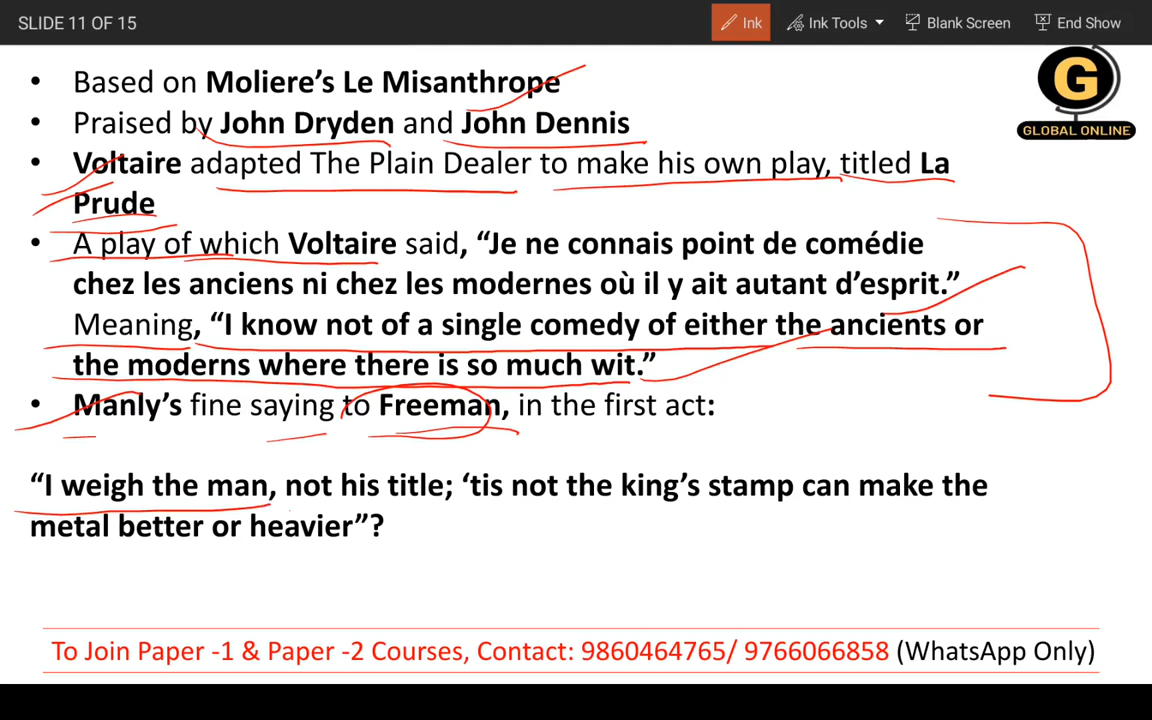 SLIDE 11 OF 15
Ink
Ink Tools
Blank Screen
End Show
• Based on Moliere’s Le Misanthrope
• Praised by John Dryden and John Dennis
• Voltaire adapted The Plain Dealer to make his own play, titled La
Prude
• A play of which Voltaire said, “Je ne connais point de comédie
chez les anciens ni chez les modernes où il y ait autant d’esprit.”
Meaning, “I know not of a single comedy of either the ancients or
the moderns where there is so much wit.”
• Manly’s fine saying to Freeman, in the first act:
“I weigh the man, not his title; ‘tis not the king’s stamp can make the
metal better or heavier”?
G
GLOBAL ONLINE
To Join Paper -1 & Paper -2 Courses, Contact: 9860464765/ 9766066858 (WhatsApp Only)